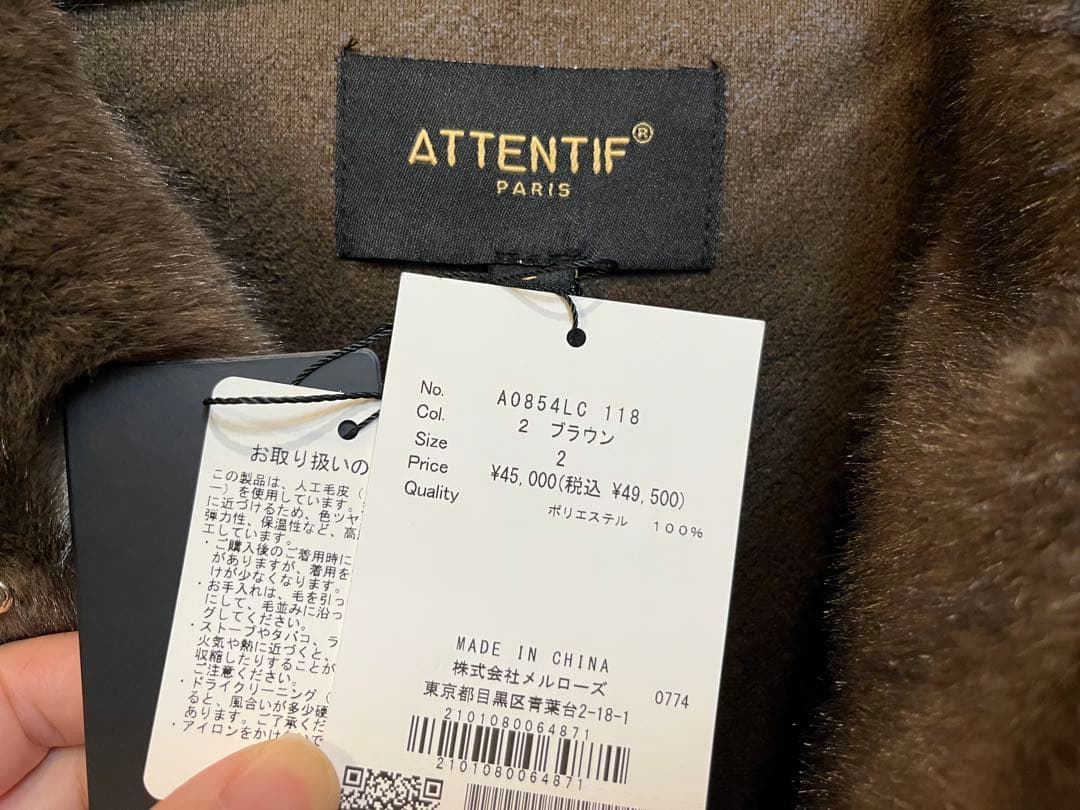 ATTENTIF®
PARIS
No. A0854LC 118
Col. 2 ブラウン
Size 2
Price ¥45,000(税込 ¥49,500)
Quality ポリエステル 100%
MADE IN CHINA
株式会社メルローズ 0774
東京都目黒区青葉台2-18-1
2101080064871
2101080064871
お取り扱いの
この製品は、人工毛皮(
ー)を使用しています。
に近づけるため、色ツヤ
弾力性、保温性など、高
工しています。
・ご購入後のご着用時に
がありますが、着用を
けが少なくなります。
・お手入れは、毛を引っ
にして、毛並みに沿っ
グしてください。
・ストーブやタバコ、ラ
火気や熱に近づくと、
収縮したりすることが
ご注意ください。
・ドライクリーニング(
ると、風合いが多少硬
あります。ご了承くだ
・アイロンをかけないで